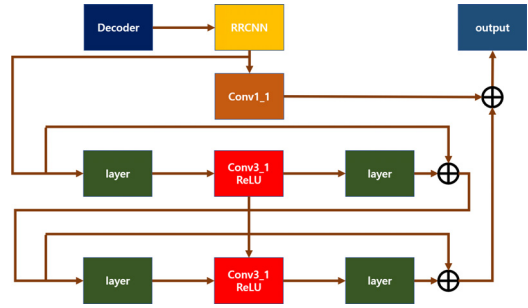 Decoder
RRCNN
output
Conv1_1
layer
Conv3_1
ReLU
layer
layer
Conv3_1
ReLU
layer